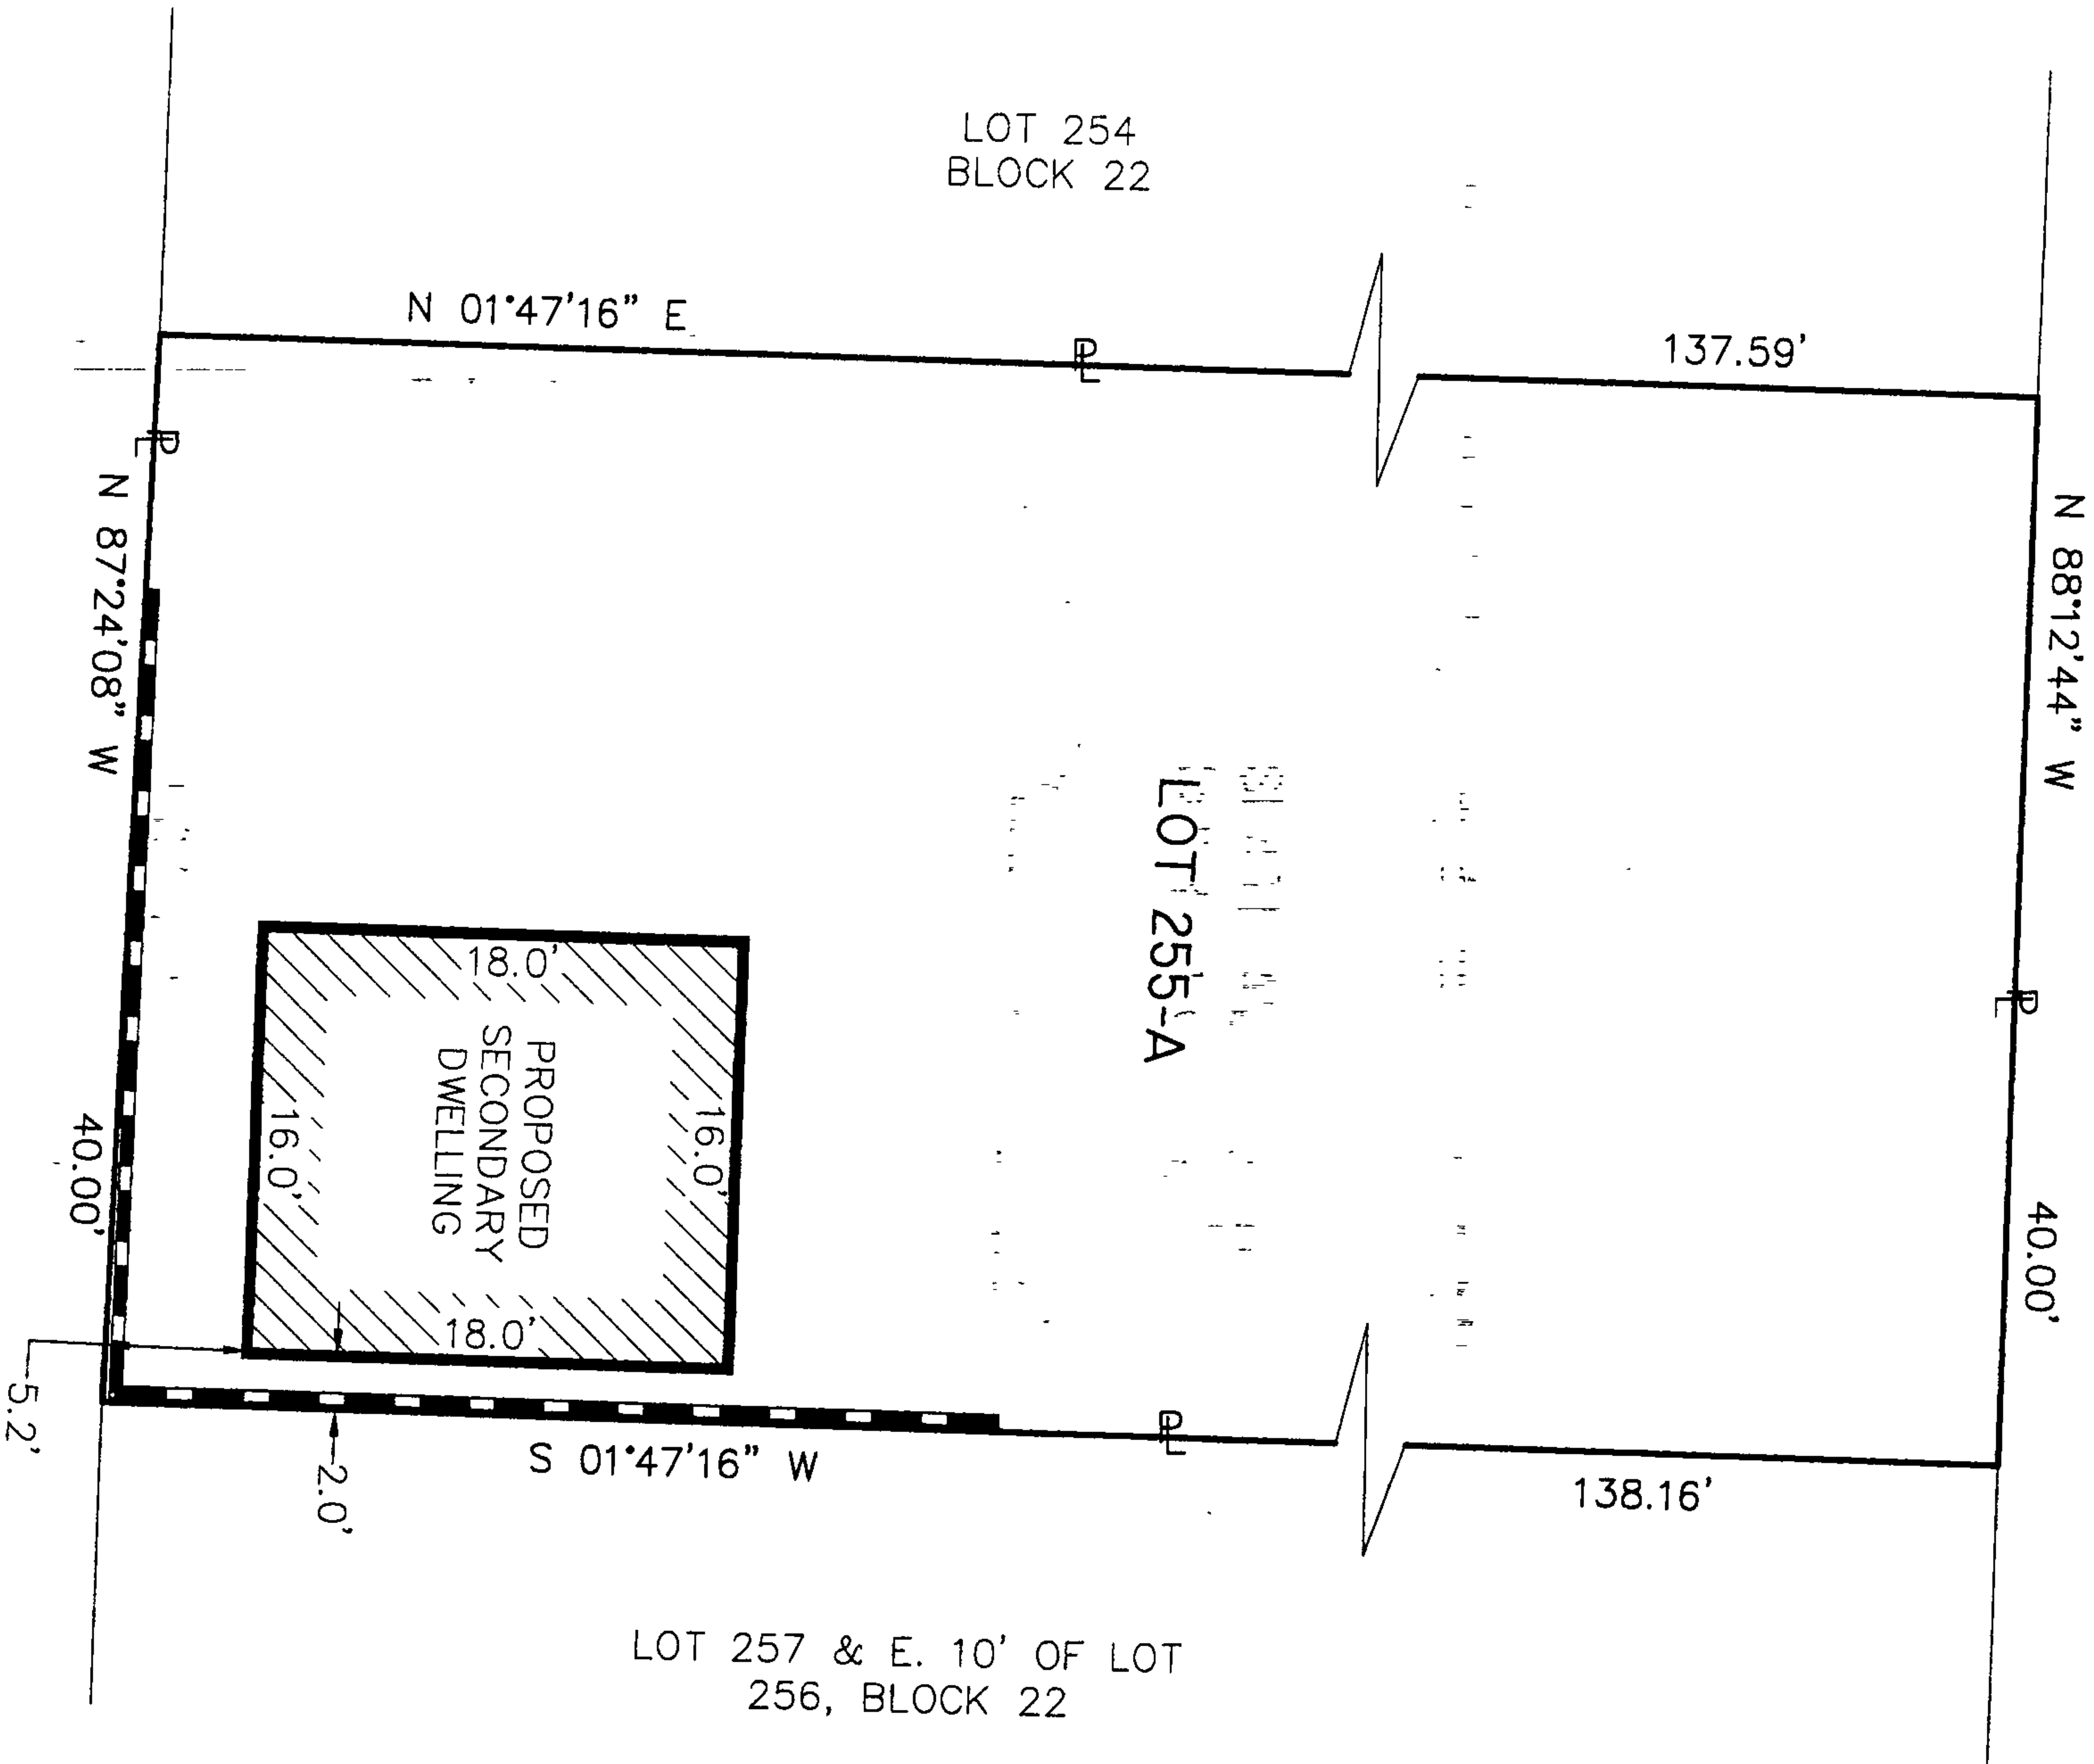 LOT 254
BLOCK 22
N 01°47'16" E
PL
137.59'
PL
N 87°24'08" W
40.00'
N 88°12'44" W
PL
40.00'
LOT 255-A
18.0'
16.0'
PROPOSED
SECONDARY
DWELLING
16.0'
18.0'
5.2'
2.0'
S 01°47'16" W
PL
138.16'
LOT 257 & E. 10' OF LOT
256, BLOCK 22